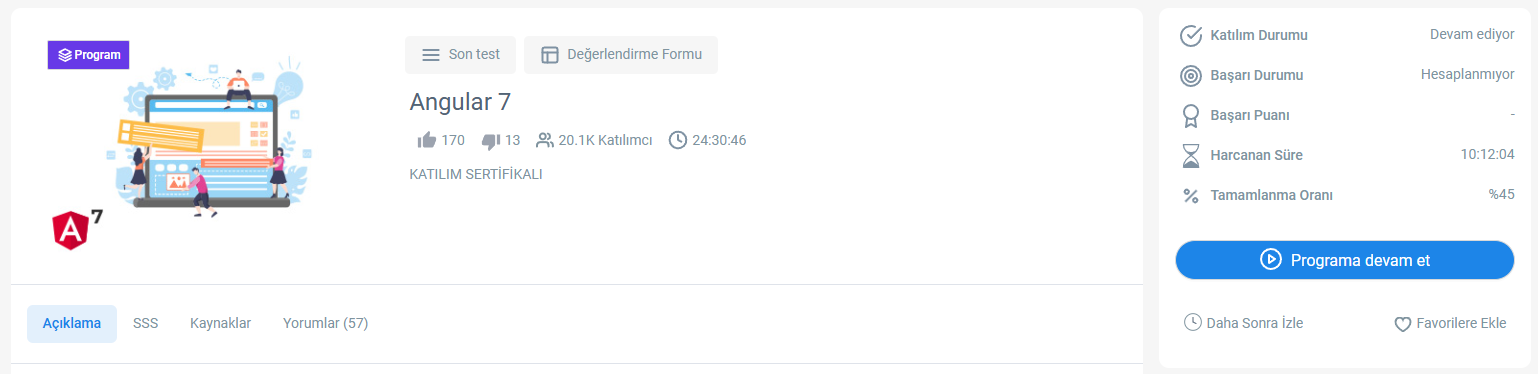 Program
Son test
Değerlendirme Formu
Angular 7
170 13 20.1K Katılımcı 24:30:46
KATILIM SERTİFİKALI
A 7
Açıklama SSS Kaynaklar Yorumlar (57)
Katılım Durumu Devam ediyor
Başarı Durumu Hesaplanmıyor
Başarı Puanı -
Harcanan Süre 10:12:04
Tamamlanma Oranı %45
Programa devam et
Daha Sonra İzle Favorilere Ekle